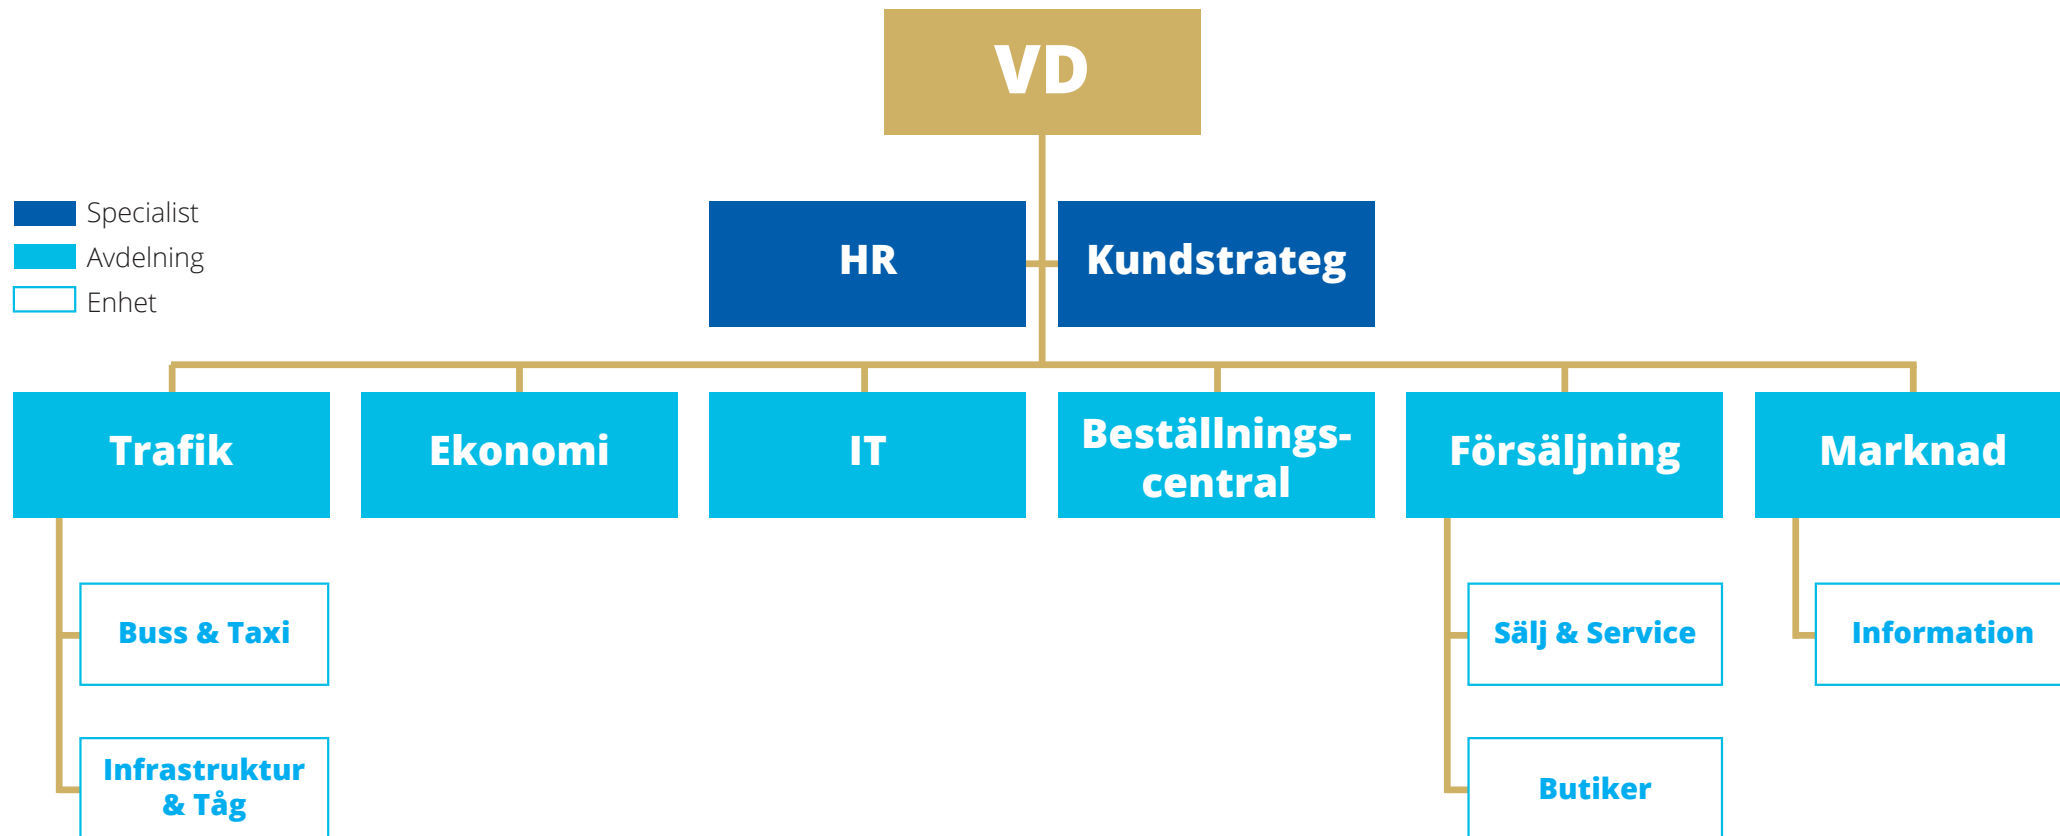 VD
Specialist
Avdelning
Enhet
HR
Kundstrateg
Trafik
Ekonomi
IT
Beställnings-
central
Försäljning
Marknad
Buss & Taxi
Sälj & Service
Information
Infrastruktur
& Tåg
Butiker